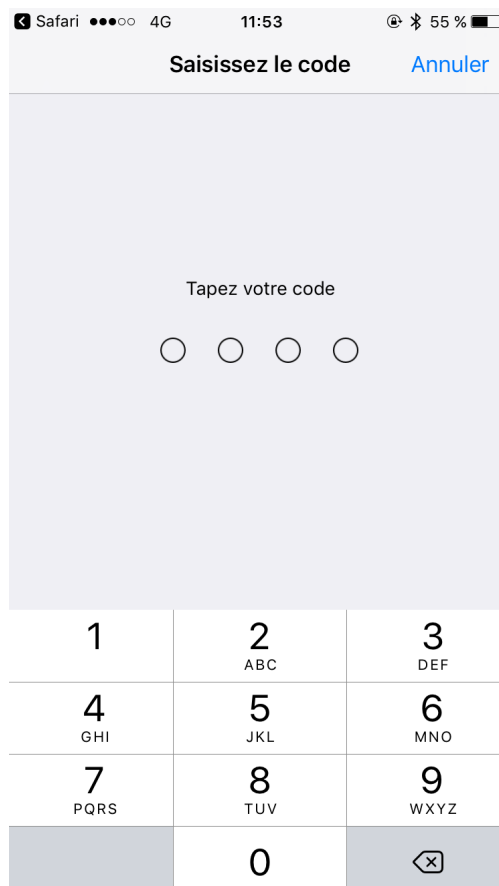 Safari 4G 11:53 55 %
Saisissez le code Annuler
Tapez votre code
1 2 3
ABC DEF
4 5 6
GHI JKL MNO
7 8 9
PQRS TUV WXYZ
0